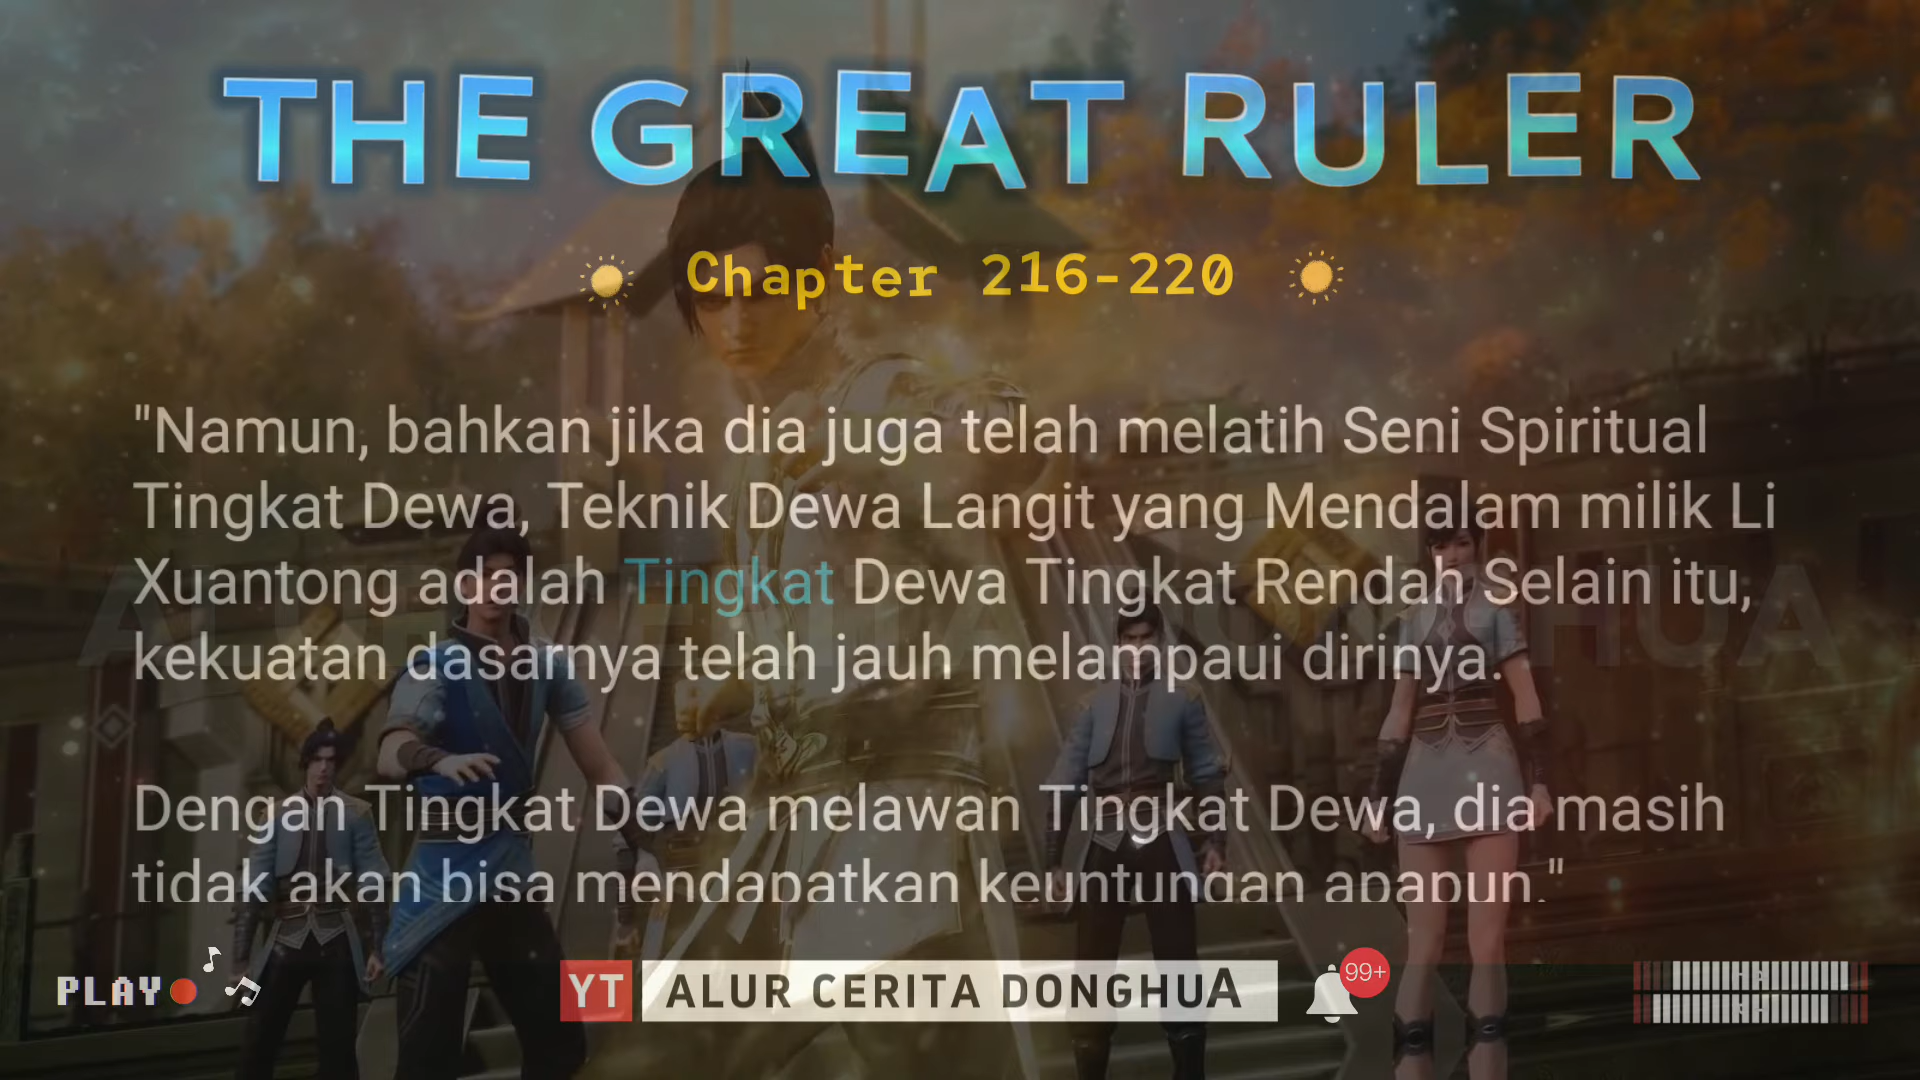 THE GREAT RULER
Chapter 216-220
"Namun, bahkan jika dia juga telah melatih Seni Spiritual
Tingkat Dewa, Teknik Dewa Langit yang Mendalam milik Li
Xuantong adalah Tingkat Dewa Tingkat Rendah Selain itu,
kekuatan dasarnya telah jauh melampaui dirinya.
Dengan Tingkat Dewa melawan Tingkat Dewa, dia masih
tidak akan bisa mendapatkan keuntungan apapun."
ALUR CERITA DONGHUA
PLAY
YT ALUR CERITA DONGHUA
99+